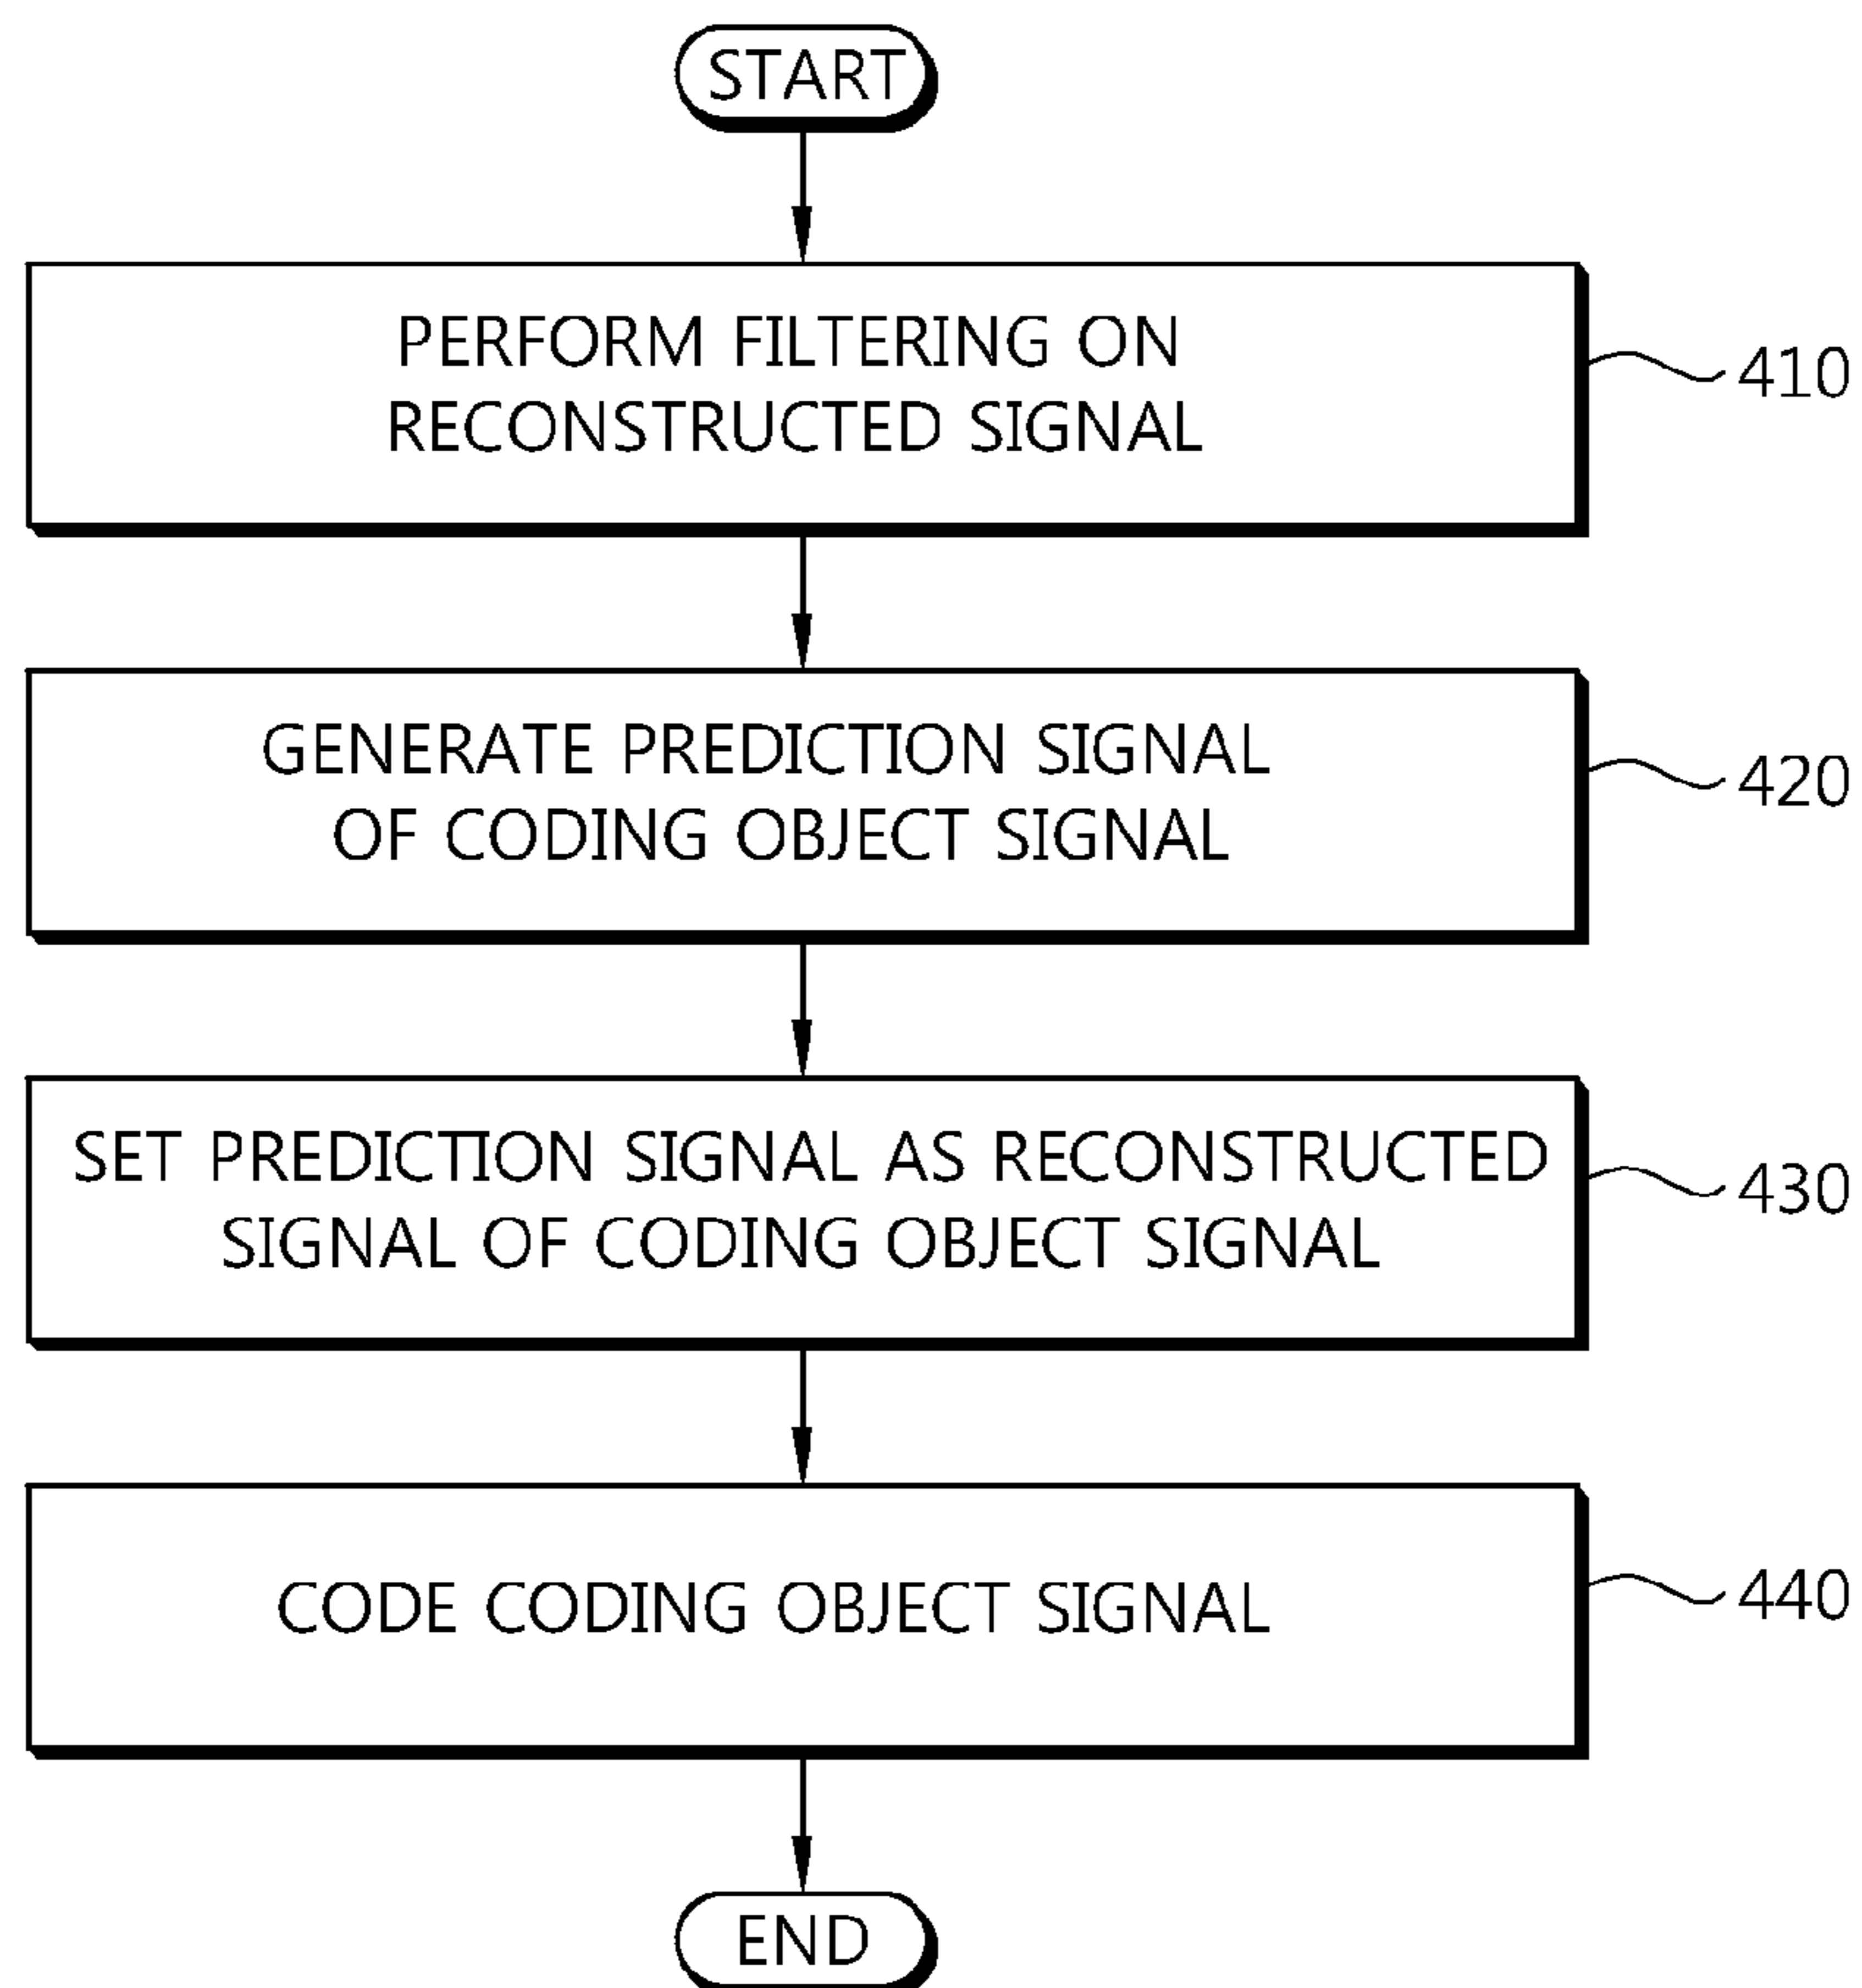 START
PERFORM FILTERING ON
RECONSTRUCTED SIGNAL
410
GENERATE PREDICTION SIGNAL
OF CODING OBJECT SIGNAL
420
SET PREDICTION SIGNAL AS RECONSTRUCTED
SIGNAL OF CODING OBJECT SIGNAL
430
CODE CODING OBJECT SIGNAL
440
END